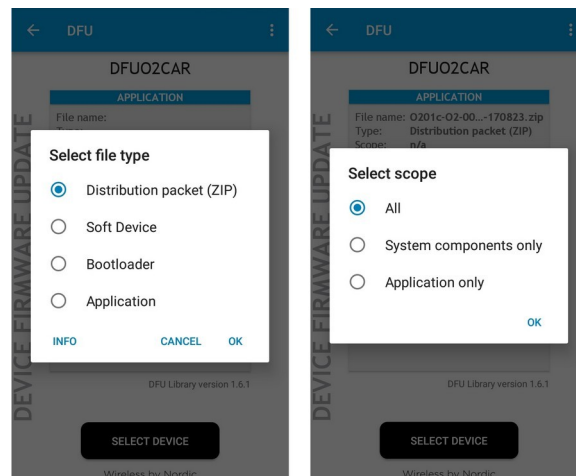 DFU
DFUO2CAR
APPLICATION
File name:
Select file type
Distribution packet (ZIP)
Soft Device
Bootloader
Application
INFO CANCEL OK
DFU Library version 1.6.1
SELECT DEVICE
Wireless by Nordic
DEVICE FIRMWARE UPDATE
DFU
DFUO2CAR
APPLICATION
File name: O201c-O2-00...-170823.zip
Type: Distribution packet (ZIP)
Scope: n/a
Select scope
All
System components only
Application only
OK
DFU Library version 1.6.1
SELECT DEVICE
Wireless by Nordic
DEVICE FIRMWARE UPDATE